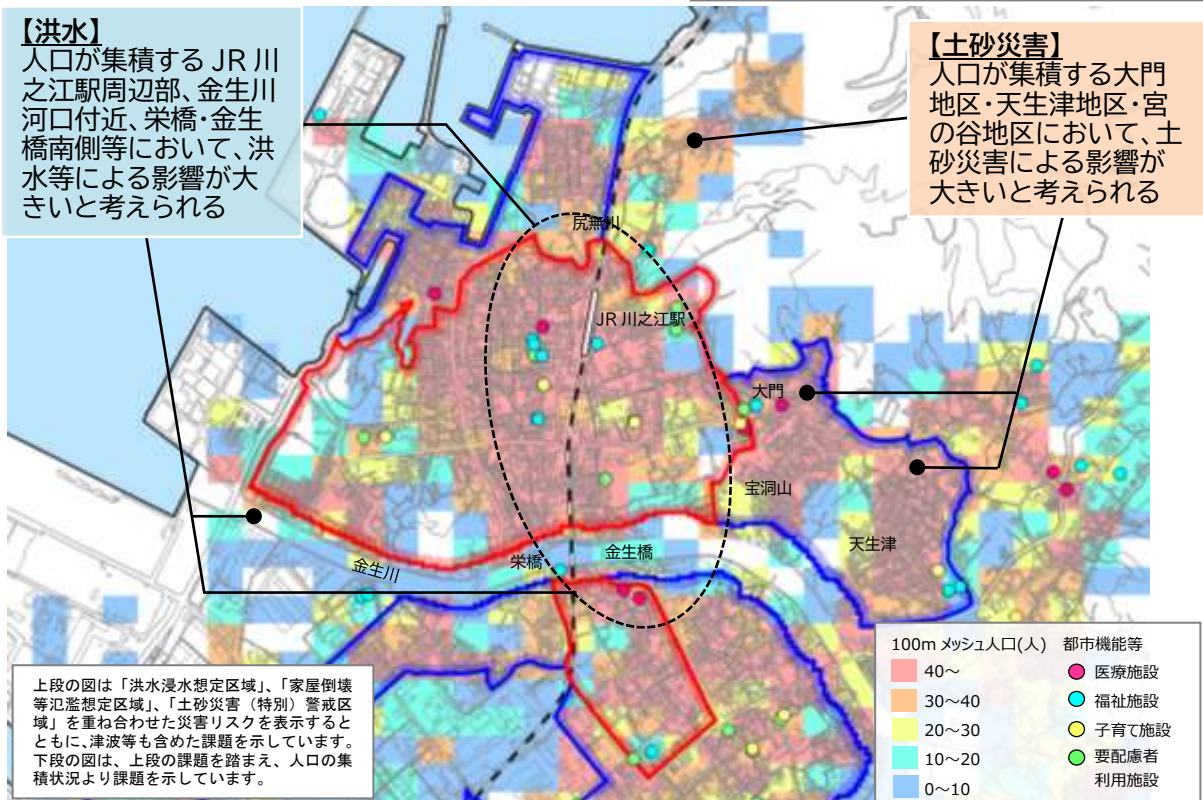 【洪水】
人口が集積する JR 川
之江駅周辺部、金生川
河口付近、栄橋・金生
橋南側等において、洪
水等による影響が大
きいと考えられる
【土砂災害】
人口が集積する大門
地区・天生津地区・宮
の谷地区において、土
砂災害による影響が
大きいと考えられる
尻無川
JR 川之江駅
大門
宝洞山
天生津
金生橋
栄橋
金生川
上段の図は「洪水浸水想定区域」、「家屋倒壊
等氾濫想定区域」、「土砂災害（特別）警戒区
域」を重ね合わせた災害リスクを表示すると
ともに、津波等も含めた課題を示しています。
下段の図は、上段の課題を踏まえ、人口の集
積状況より課題を示しています。
100m メッシュ人口(人)
40～
30～40
20～30
10～20
0～10
都市機能等
医療施設
福祉施設
子育て施設
要配慮者
利用施設